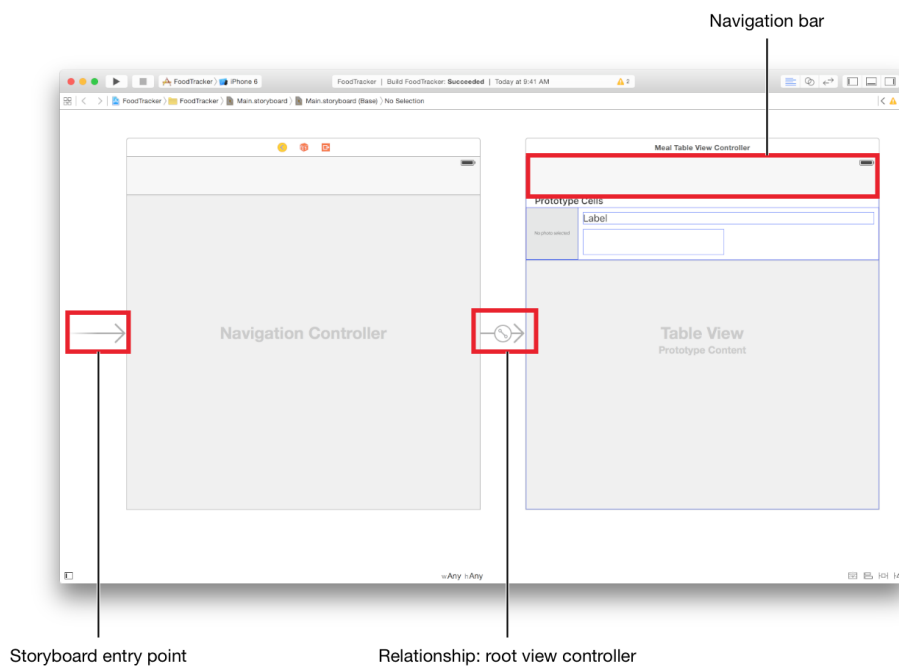 Navigation bar
FoodTracker iPhone 6 FoodTracker | Build FoodTracker: Succeeded | Today at 9:41 AM 2
FoodTracker FoodTracker Main.storyboard Main.storyboard (Base) No Selection
Meal Table View Controller
Prototype Cells
Label
No photo selected
Navigation Controller
Table View
Prototype Content
wAny hAny
Storyboard entry point
Relationship: root view controller